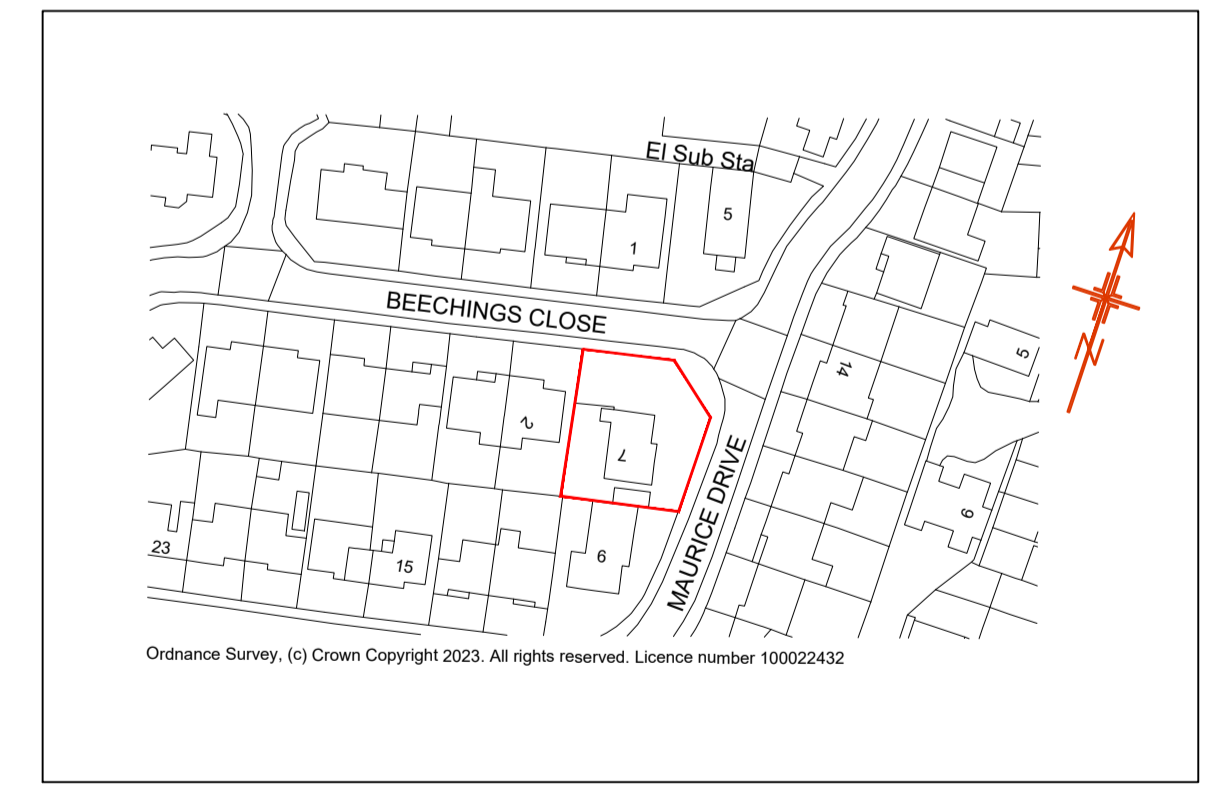 El Sub Sta
5
1
BEECHINGS CLOSE
14
5
2
7
MAURICE DRIVE
9
23
15
6
N
Ordnance Survey, (c) Crown Copyright 2023. All rights reserved. Licence number 100022432